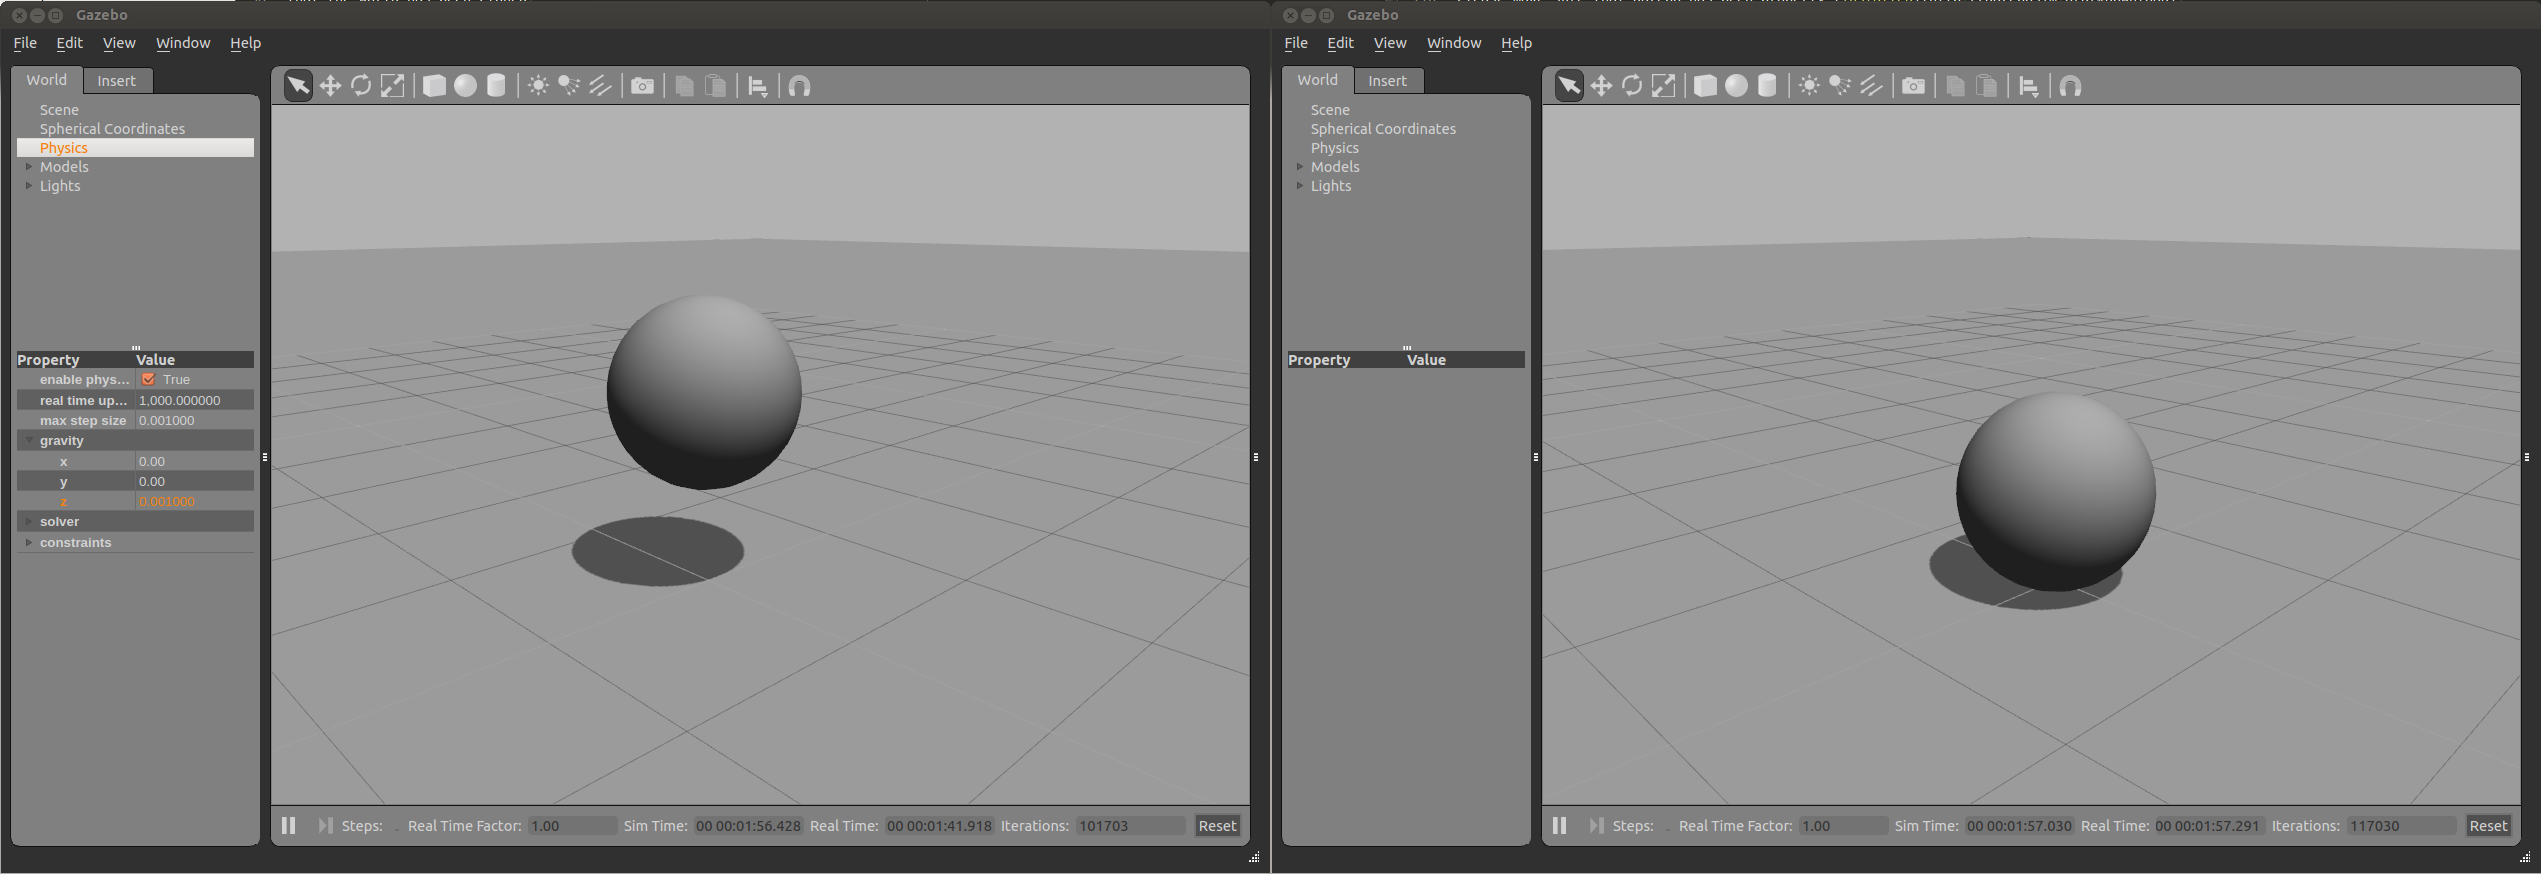 Gazebo
File Edit View Window Help
World Insert
Scene
Spherical Coordinates
Physics
Models
Lights
Property Value
enable phys... True
real time up... 1,000.000000
max step size 0.001000
gravity
x 0.00
y 0.00
z 0.001000
solver
constraints
Steps: Real Time Factor: 1.00 Sim Time: 00 00:01:56.428 Real Time: 00 00:01:41.918 Iterations: 101703 Reset
Gazebo
File Edit View Window Help
World Insert
Scene
Spherical Coordinates
Physics
Models
Lights
Property Value
Steps: Real Time Factor: 1.00 Sim Time: 00 00:01:57.030 Real Time: 00 00:01:57.291 Iterations: 117030 Reset